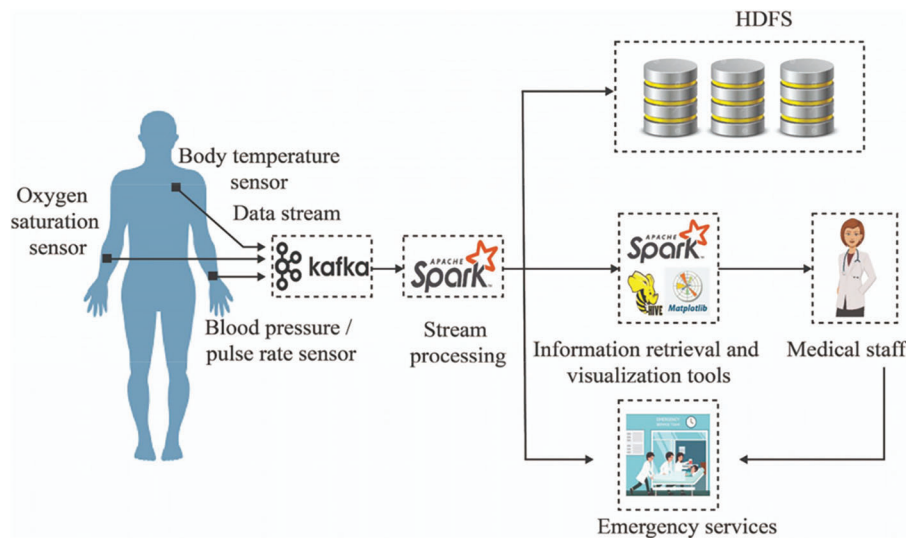 HDFS
Body temperature
sensor
Oxygen
saturation
sensor
Data stream
kafka
APACHE
Spark
Stream
processing
Blood pressure /
pulse rate sensor
APACHE
Spark
HIVE
Matplotlib
Information retrieval and
visualization tools
Medical staff
Emergency services